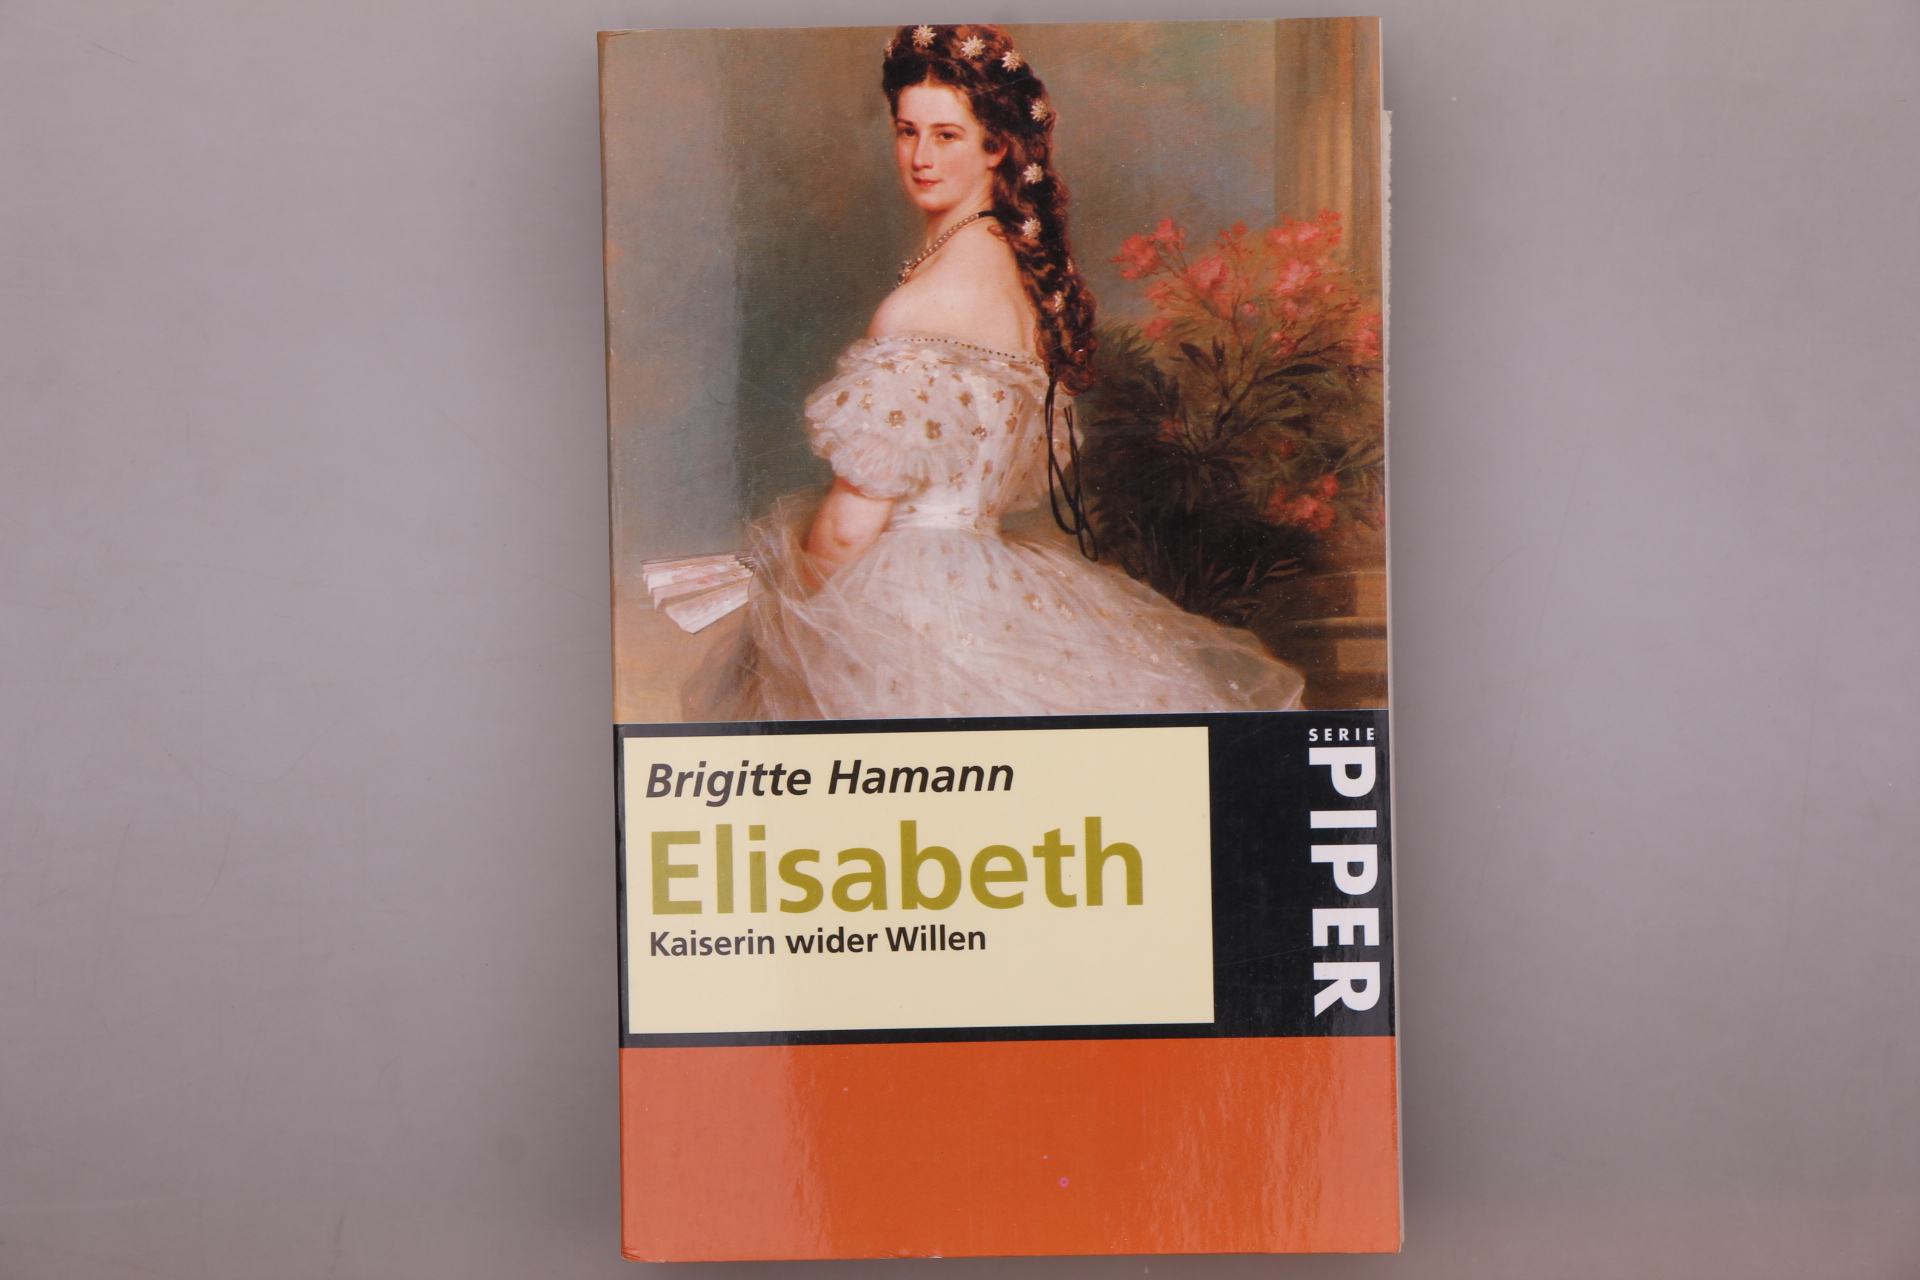 Brigitte Hamann
Elisabeth
Kaiserin wider Willen
SERIE
PIPER